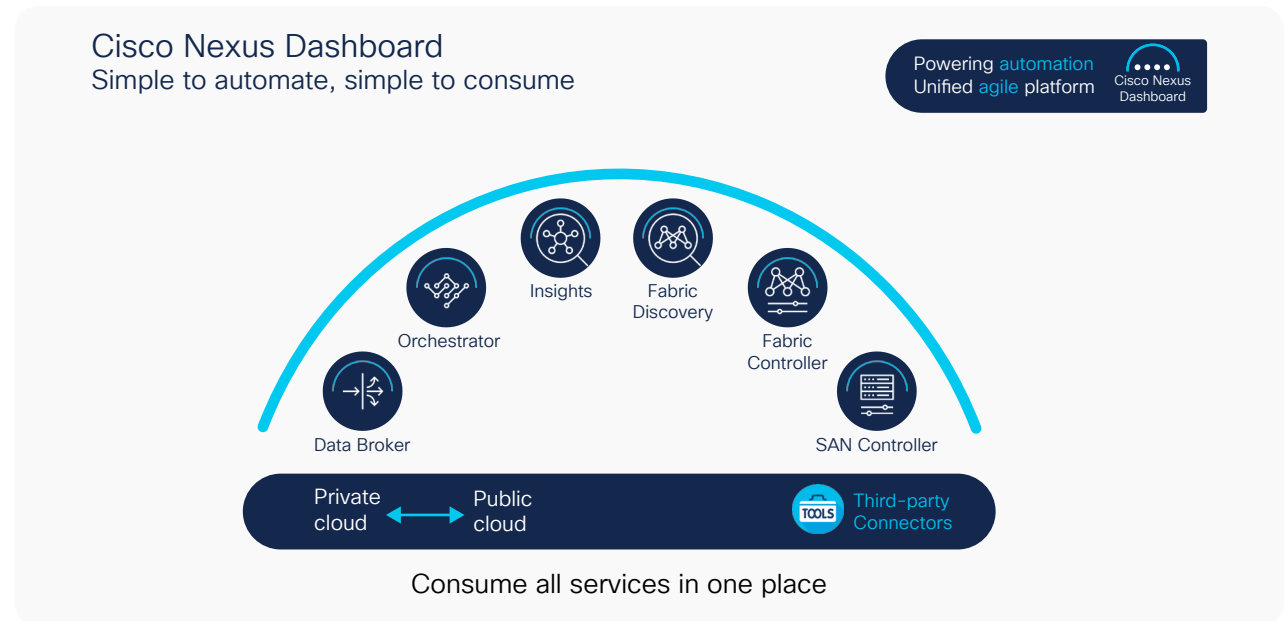 Cisco Nexus Dashboard
Simple to automate, simple to consume
Powering automation
Unified agile platform
Cisco Nexus
Dashboard
Insights
Fabric
Discovery
Orchestrator
Fabric
Controller
Data Broker
SAN Controller
Private
cloud
Public
cloud
TOOLS
Third-party
Connectors
Consume all services in one place